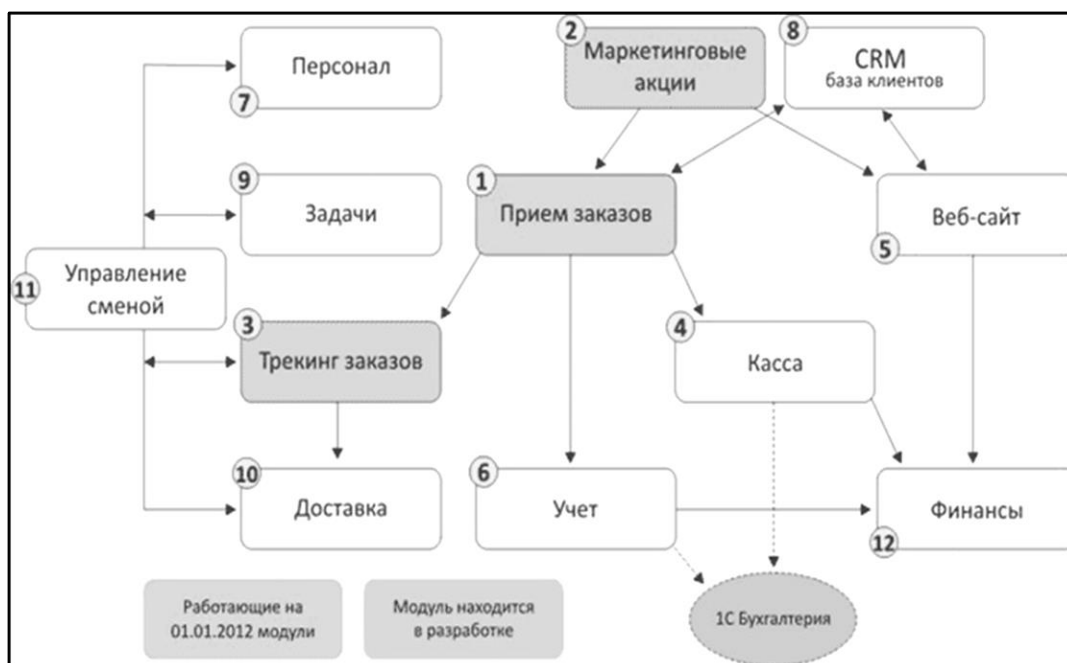 2
Маркетинговые
акции
8
CRM
база клиентов
Персонал
7
9
Задачи
1
Прием заказов
Веб-сайт
5
11
Управление
сменой
3
Трекинг заказов
4
Касса
10
Доставка
6
Учет
Финансы
12
Работающие на
01.01.2012 модули
Модуль находится
в разработке
1С Бухгалтерия